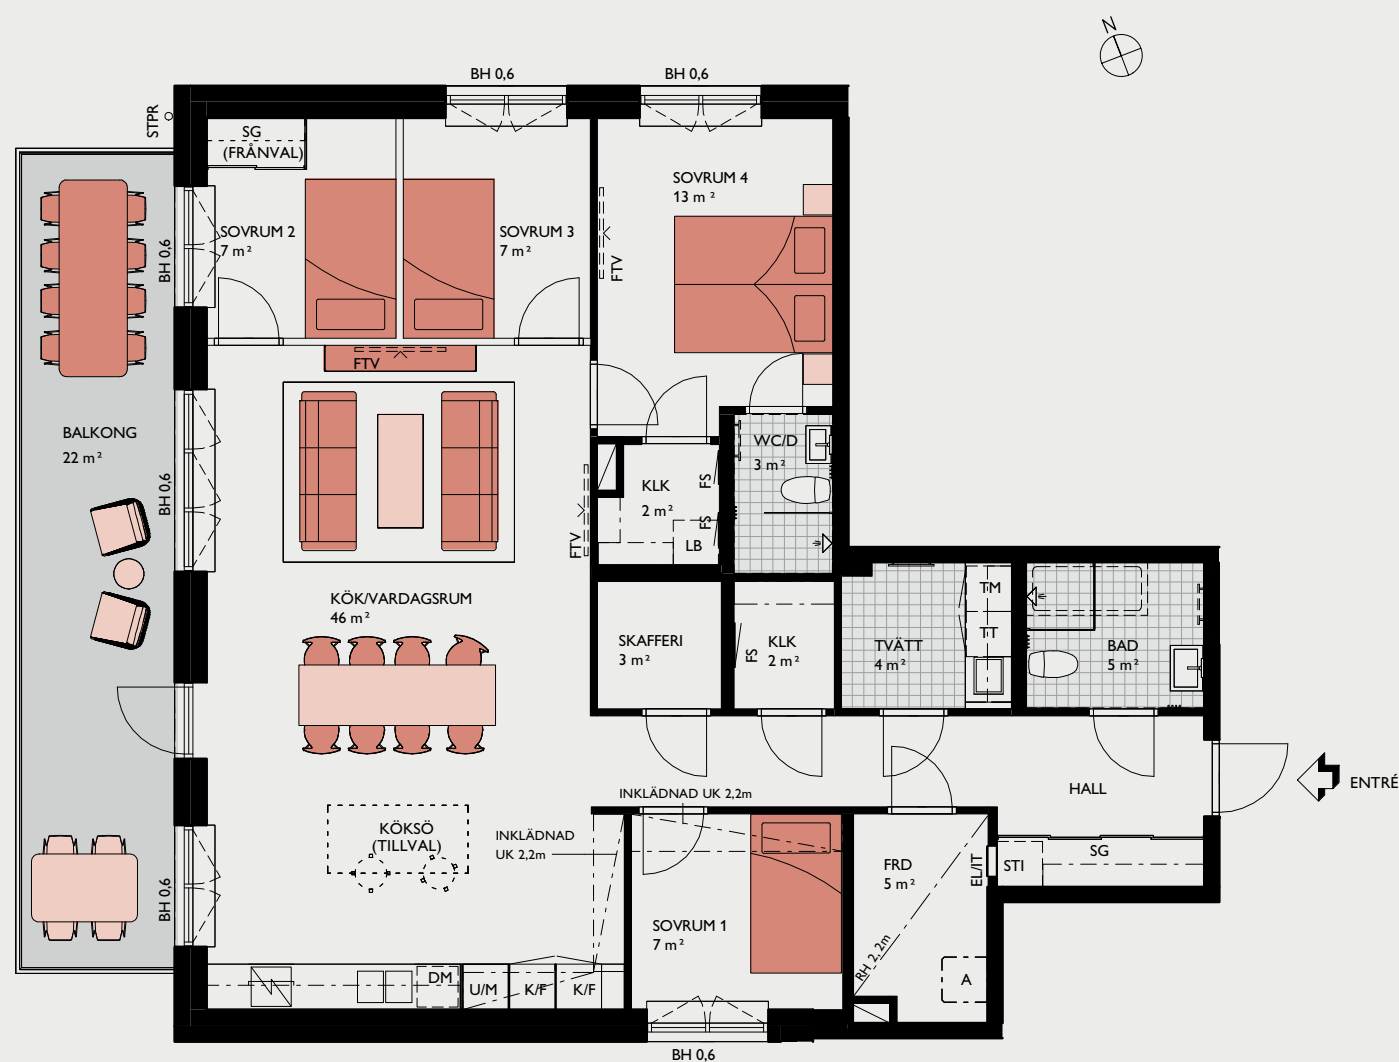 N
BH 0,6
BH 0,6
STPR
SG
(FRÅNVAL)
SOVRUM 2
7 m²
SOVRUM 3
7 m²
SOVRUM 4
13 m²
BH 0,6
FTV
FTV
BALKONG
22 m²
BH 0,6
WC/D
3 m²
KLK
2 m²
FS
FS
LB
FTV
KÖK/VARDAGSRUM
46 m²
SKAFFERI
3 m²
FS
KLK
2 m²
TVÄTT
4 m²
TM
TT
BAD
5 m²
ENTRÉ
HALL
INKLÄDNAD UK 2,2m
KÖKSÖ
(TILLVAL)
INKLÄDNAD
UK 2,2m
BH 0,6
SOVRUM 1
7 m²
FRD
5 m²
EL/IT
STI
SG
RH 2,2m
A
DM
U/M
K/F
K/F
BH 0,6